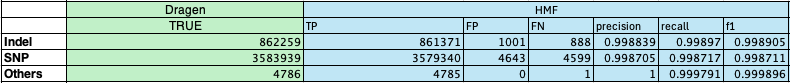 Dragen HMF
TRUE TP FP FN precision recall f1
Indel 862259 861371 1001 888 0.998839 0.99897 0.998905
SNP 3583939 3579340 4643 4599 0.998705 0.998717 0.998711
Others 4786 4785 0 1 1 0.999791 0.999896